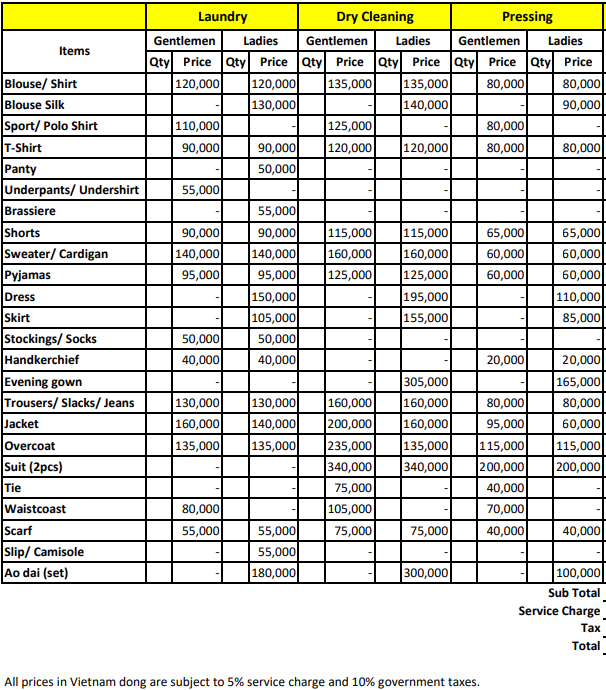 Laundry Dry Cleaning Pressing
Items
Gentlemen Ladies Gentlemen Ladies Gentlemen Ladies
Qty Price Qty Price Qty Price Qty Price Qty Price Qty Price
Blouse/ Shirt 120,000 120,000 135,000 135,000 80,000 80,000
Blouse Silk - 130,000 - 140,000 - 90,000
Sport/ Polo Shirt 110,000 - 125,000 - 80,000 -
T-Shirt 90,000 90,000 120,000 120,000 80,000 80,000
Panty - 50,000 - - - -
Underpants/ Undershirt 55,000 - - - - -
Brassiere - 55,000 - - - -
Shorts 90,000 90,000 115,000 115,000 65,000 65,000
Sweater/ Cardigan 140,000 140,000 160,000 160,000 60,000 60,000
Pyjamas 95,000 95,000 125,000 125,000 60,000 60,000
Dress - 150,000 - 195,000 - 110,000
Skirt - 105,000 - 155,000 - 85,000
Stockings/ Socks 50,000 50,000 - - - -
Handkerchief 40,000 40,000 - - 20,000 20,000
Evening gown - - - 305,000 - 165,000
Trousers/ Slacks/ Jeans 130,000 130,000 160,000 160,000 80,000 80,000
Jacket 160,000 140,000 200,000 160,000 95,000 60,000
Overcoat 135,000 135,000 235,000 135,000 115,000 115,000
Suit (2pcs) - - 340,000 340,000 200,000 200,000
Tie - - 75,000 - 40,000 -
Waistcoast 80,000 - 105,000 - 70,000 -
Scarf 55,000 55,000 75,000 75,000 40,000 40,000
Slip/ Camisole - 55,000 - - - -
Ao dai (set) - 180,000 - 300,000 - 100,000
Sub Total
Service Charge
Tax
Total
All prices in Vietnam dong are subject to 5% service charge and 10% government taxes.